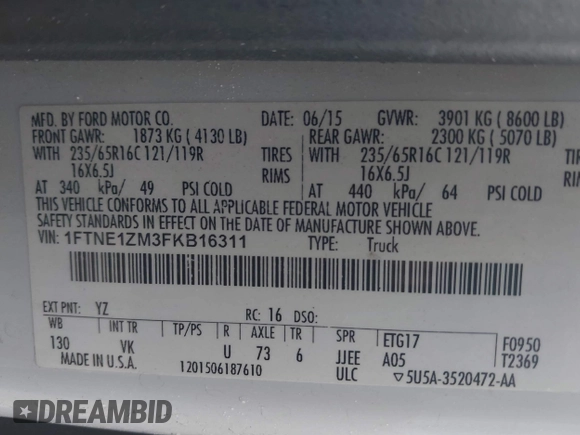 MFD. BY FORD MOTOR CO. DATE: 06/15 GVWR: 3901 KG ( 8600 LB)
FRONT GAWR: 1873 KG ( 4130 LB) REAR GAWR: 2300 KG ( 5070 LB)
WITH 235/65R16C 121/119R TIRES WITH 235/65R16C 121/119R TIRES
16X6.5J RIMS 16X6.5J RIMS
AT 340 kPa/ 49 PSI COLD AT 440 kPa/ 64 PSI COLD
THIS VEHICLE CONFORMS TO ALL APPLICABLE FEDERAL MOTOR VEHICLE
SAFETY STANDARDS IN EFFECT ON THE DATE OF MANUFACTURE SHOWN ABOVE.
VIN: 1FTNE1ZM3FKB16311 TYPE: Truck
EXT PNT: YZ RC: 16 DSO:
WB INT TR TP/PS R AXLE TR SPR ETG17 F0950
130 VK U 73 6 JJEE A05 T2369
MADE IN U.S.A. 1201506187610 ULC ▽5U5A-3520472-AA
DREAMBID